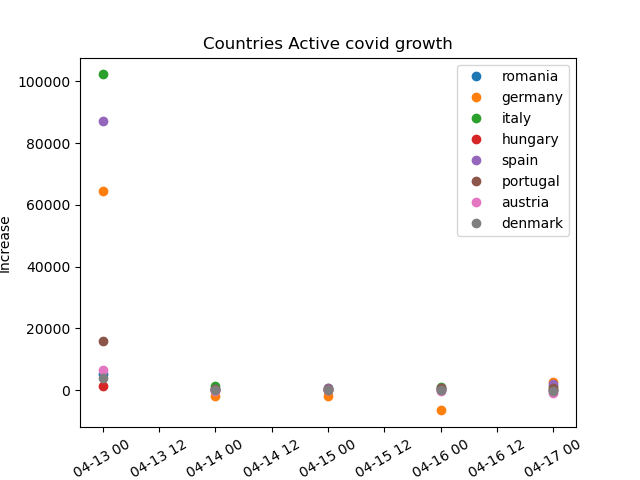 Countries Active covid growth
100000
80000
60000
40000
20000
0
Increase
romania
germany
italy
hungary
spain
portugal
austria
denmark
04-13 00
04-13 12
04-14 00
04-14 12
04-15 00
04-15 12
04-16 00
04-16 12
04-17 00